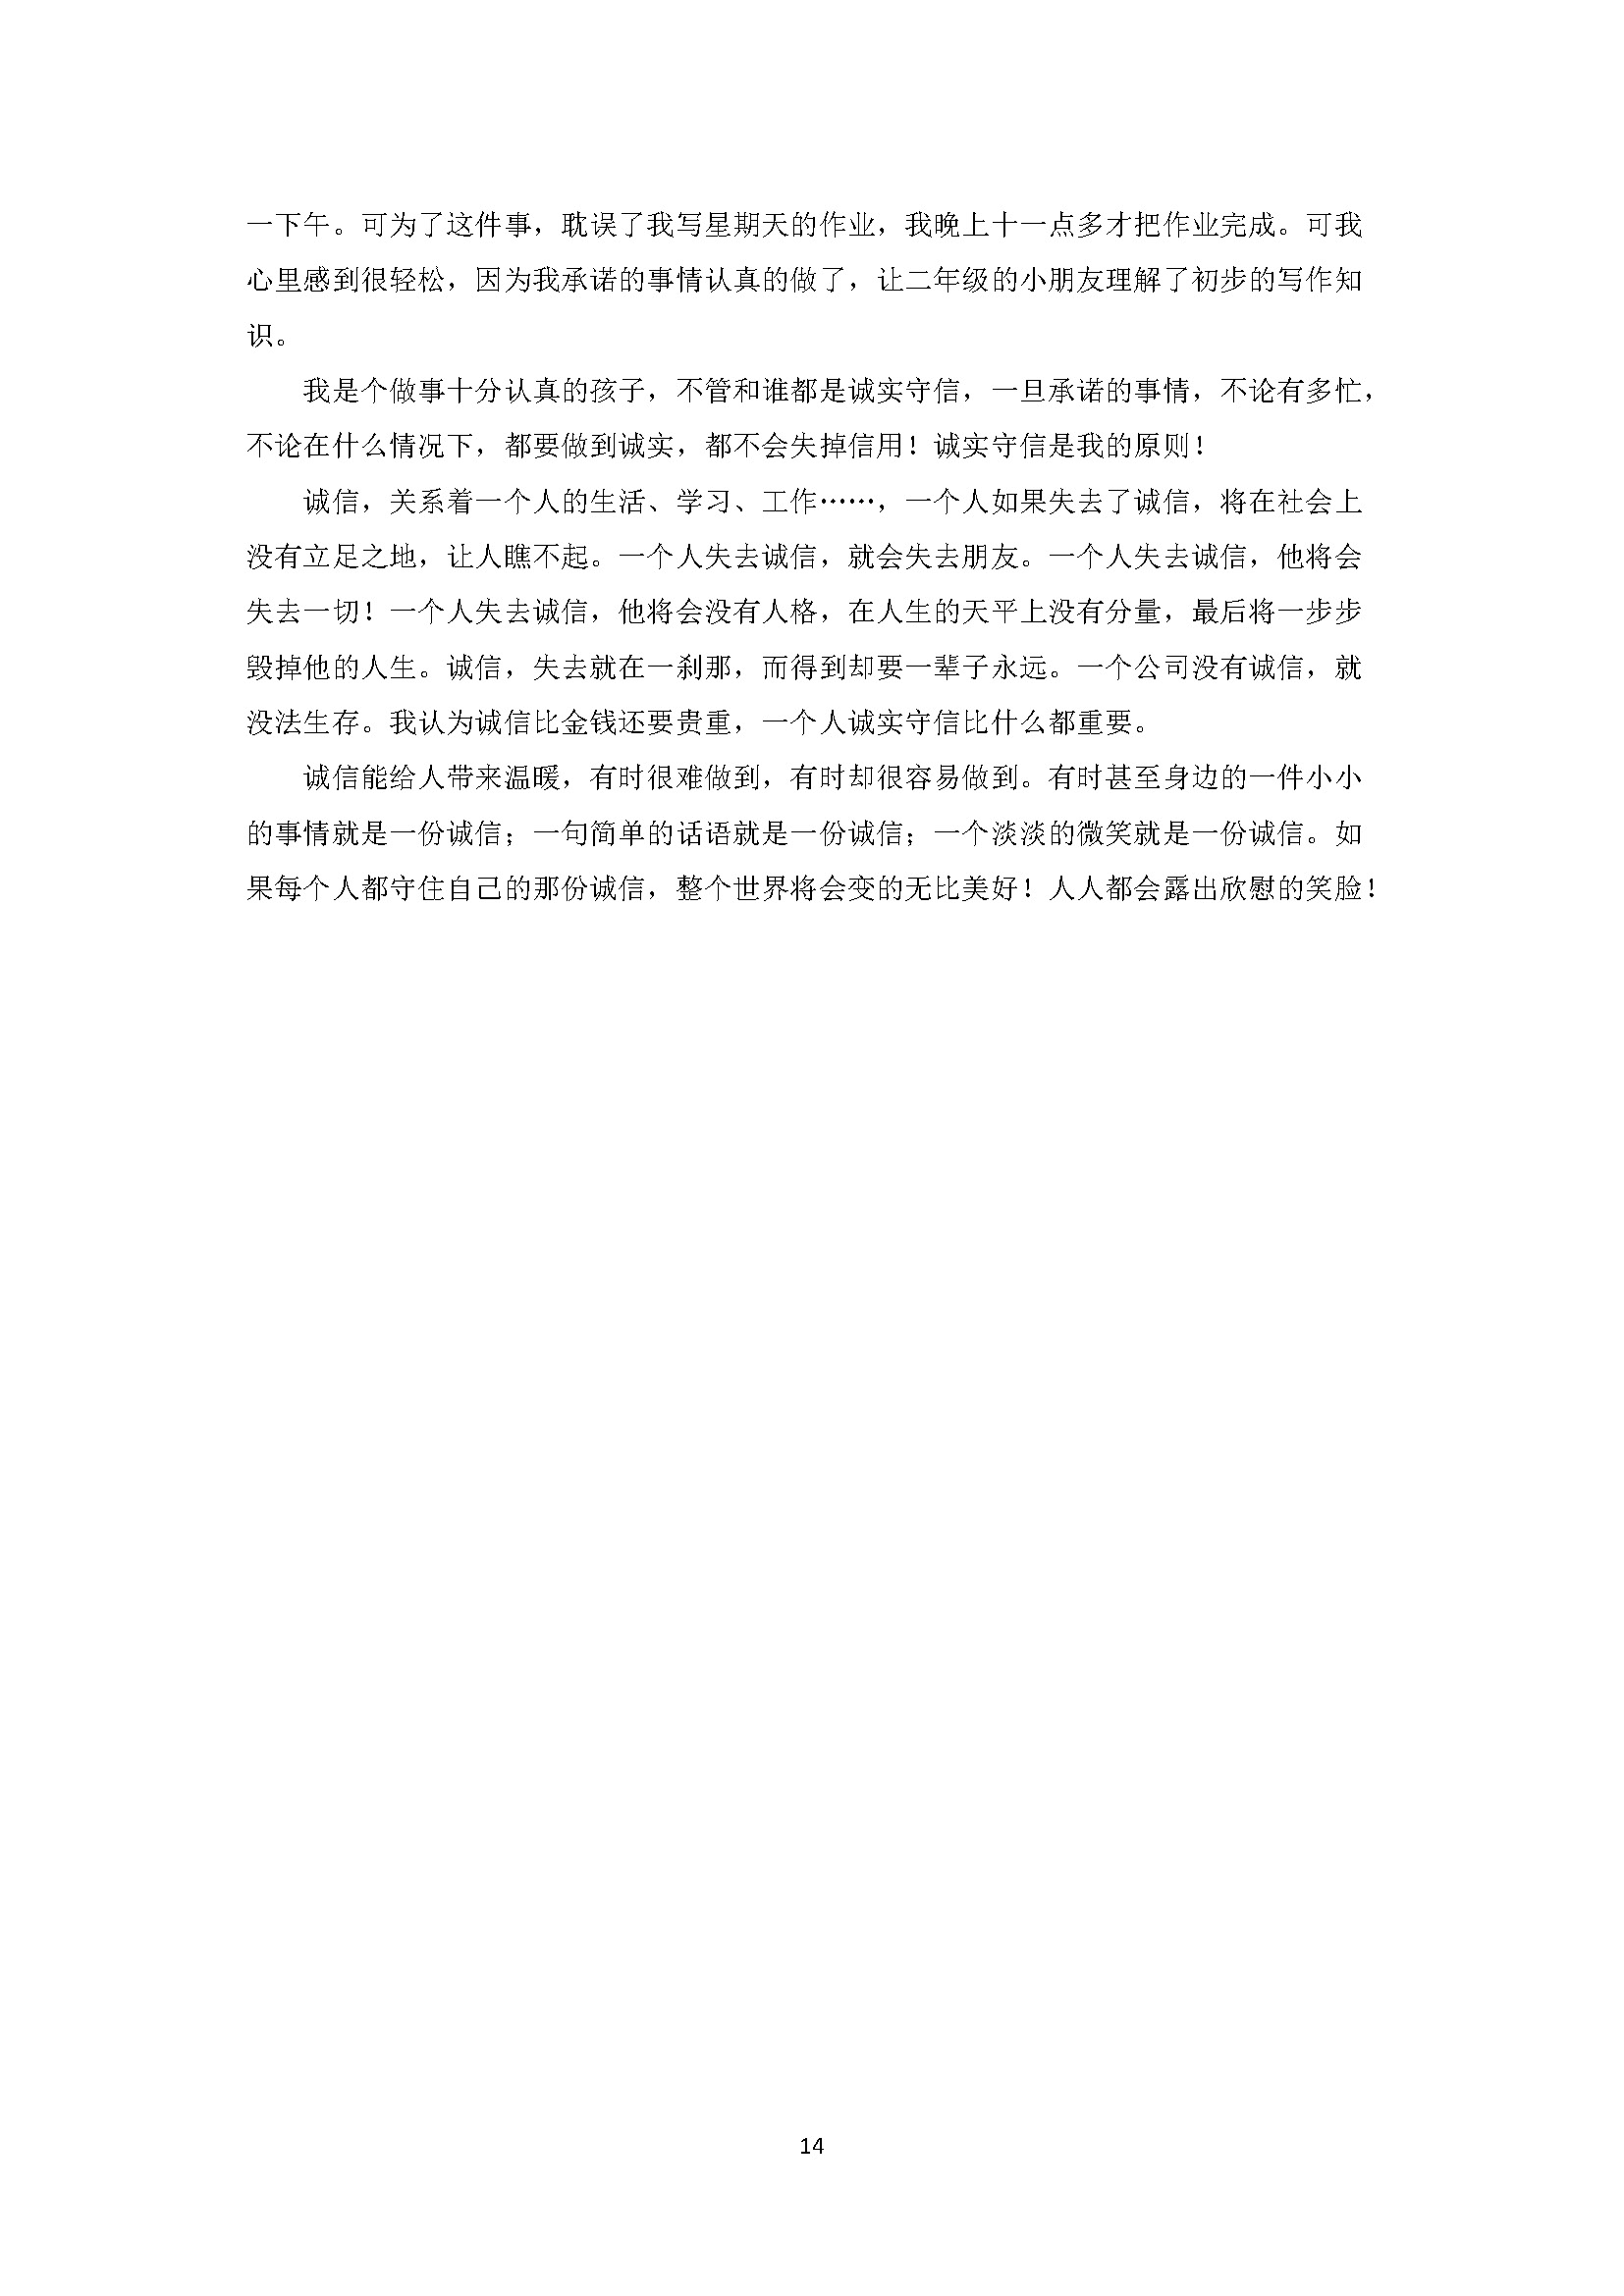 一下午。可为了这件事，耽误了我写星期天的作业，我晚上十一点多才把作业完成。可我
心里感到很轻松，因为我承诺的事情认真的做了，让二年级的小朋友理解了初步的写作知
识。
我是个做事十分认真的孩子，不管和谁都是诚实守信，一旦承诺的事情，不论有多忙，
不论在什么情况下，都要做到诚实，都不会失掉信用！诚实守信是我的原则！
诚信，关系着一个人的生活、学习、工作……，一个人如果失去了诚信，将在社会上
没有立足之地，让人瞧不起。一个人失去诚信，就会失去朋友。一个人失去诚信，他将会
失去一切！一个人失去诚信，他将会没有人格，在人生的天平上没有分量，最后将一步步
毁掉他的人生。诚信，失去就在一刹那，而得到却要一辈子永远。一个公司没有诚信，就
没法生存。我认为诚信比金钱还要贵重，一个人诚实守信比什么都重要。
诚信能给人带来温暖，有时很难做到，有时却很容易做到。有时甚至身边的一件小小
的事情就是一份诚信；一句简单的话语就是一份诚信；一个淡淡的微笑就是一份诚信。如
果每个人都守住自己的那份诚信，整个世界将会变的无比美好！人人都会露出欣慰的笑脸！
14